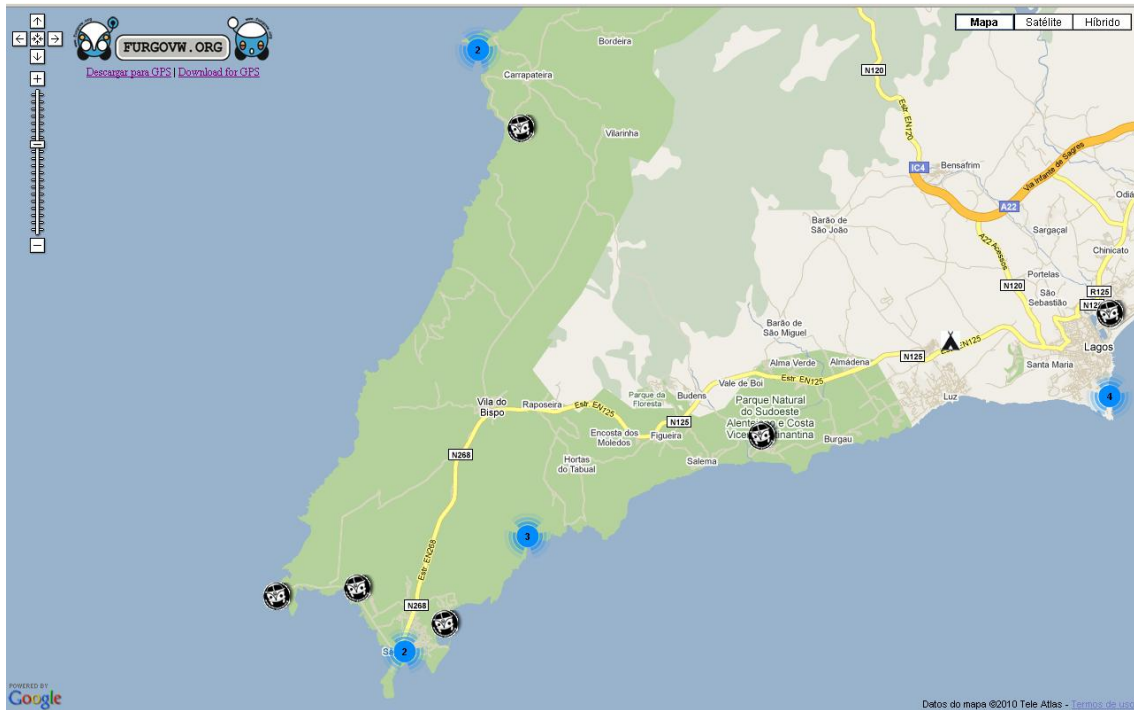 FURGOVW.ORG
Descargar para GPS | Download for GPS
Mapa
Satélite
Híbrido
2
Bordeira
Carrapateira
N120
Estr. EN120
Vilarinha
IC4
Bensafrim
Via Infante de Sagres
A22
Barão de
São João
Sargaçal
Chinicato
A22 Acessos
Portelas
N120
São
Sebastião
R125
Barão de
São Miguel
Lagos
N125
Estr. EN125
Alma Verde
Almádena
Santa Maria
Estr. EN125
Vale de Boi
Luz
4
Parque da
Floresta
Budens
Vila do
Bispo
Raposeira
Estr. EN125
Parque Natural
do Sudoeste
N125
Encosta dos
Moledos
Figueira
Burgau
N268
Hortas
do Tabual
Salema
3
Estr. EN268
N268
2
POWERED BY
Google
Datos do mapa ©2010 Tele Atlas - Termos de uso